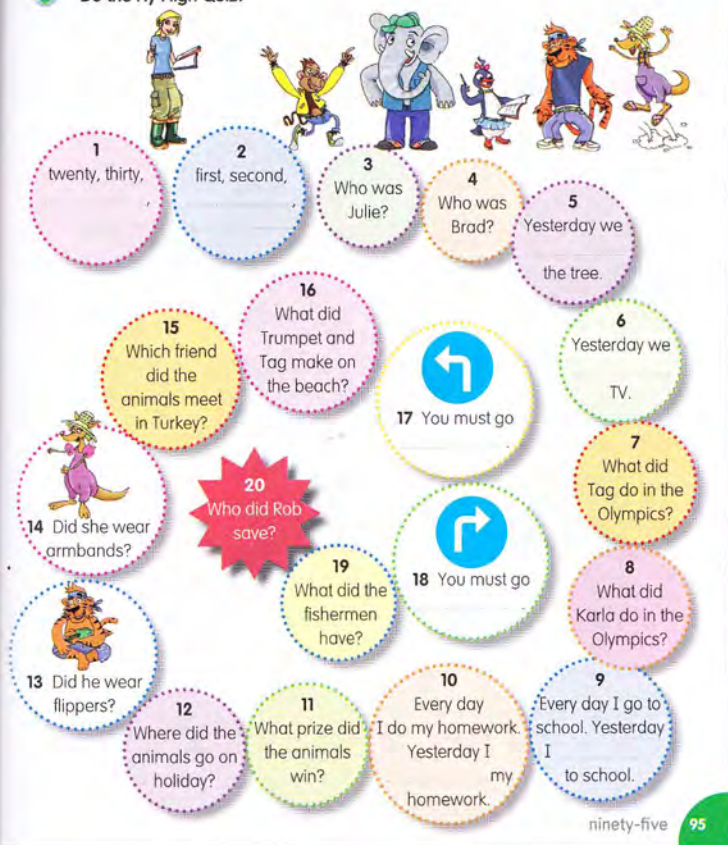 Do the Fly High Quiz!
1
twenty, thirty,
,
2
first, second,
,
3
Who was
Julie?
4
Who was
Brad?
5
Yesterday we
the tree.
6
Yesterday we
TV.
7
What did
Tag do in the
Olympics?
8
What did
Karla do in the
Olympics?
9
Every day I go to
school. Yesterday
I
to school.
10
Every day
I do my homework.
Yesterday I
my
homework.
11
What prize did
the animals
win?
12
Where did the
animals go on
holiday?
13 Did he wear
flippers?
14 Did she wear
armbands?
15
Which friend
did the
animals meet
in Turkey?
16
What did
Trumpet and
Tag make on
the beach?
17 You must go
18 You must go
19
What did the
fishermen
have?
20
Who did Rob
save?
ninety-five 95